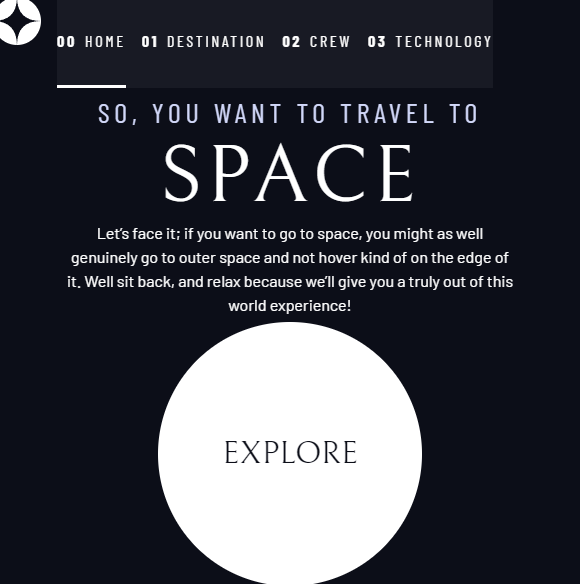 00 HOME 01 DESTINATION 02 CREW 03 TECHNOLOGY
SO, YOU WANT TO TRAVEL TO
SPACE
Let’s face it; if you want to go to space, you might as well
genuinely go to outer space and not hover kind of on the edge of
it. Well sit back, and relax because we’ll give you a truly out of this
world experience!
EXPLORE